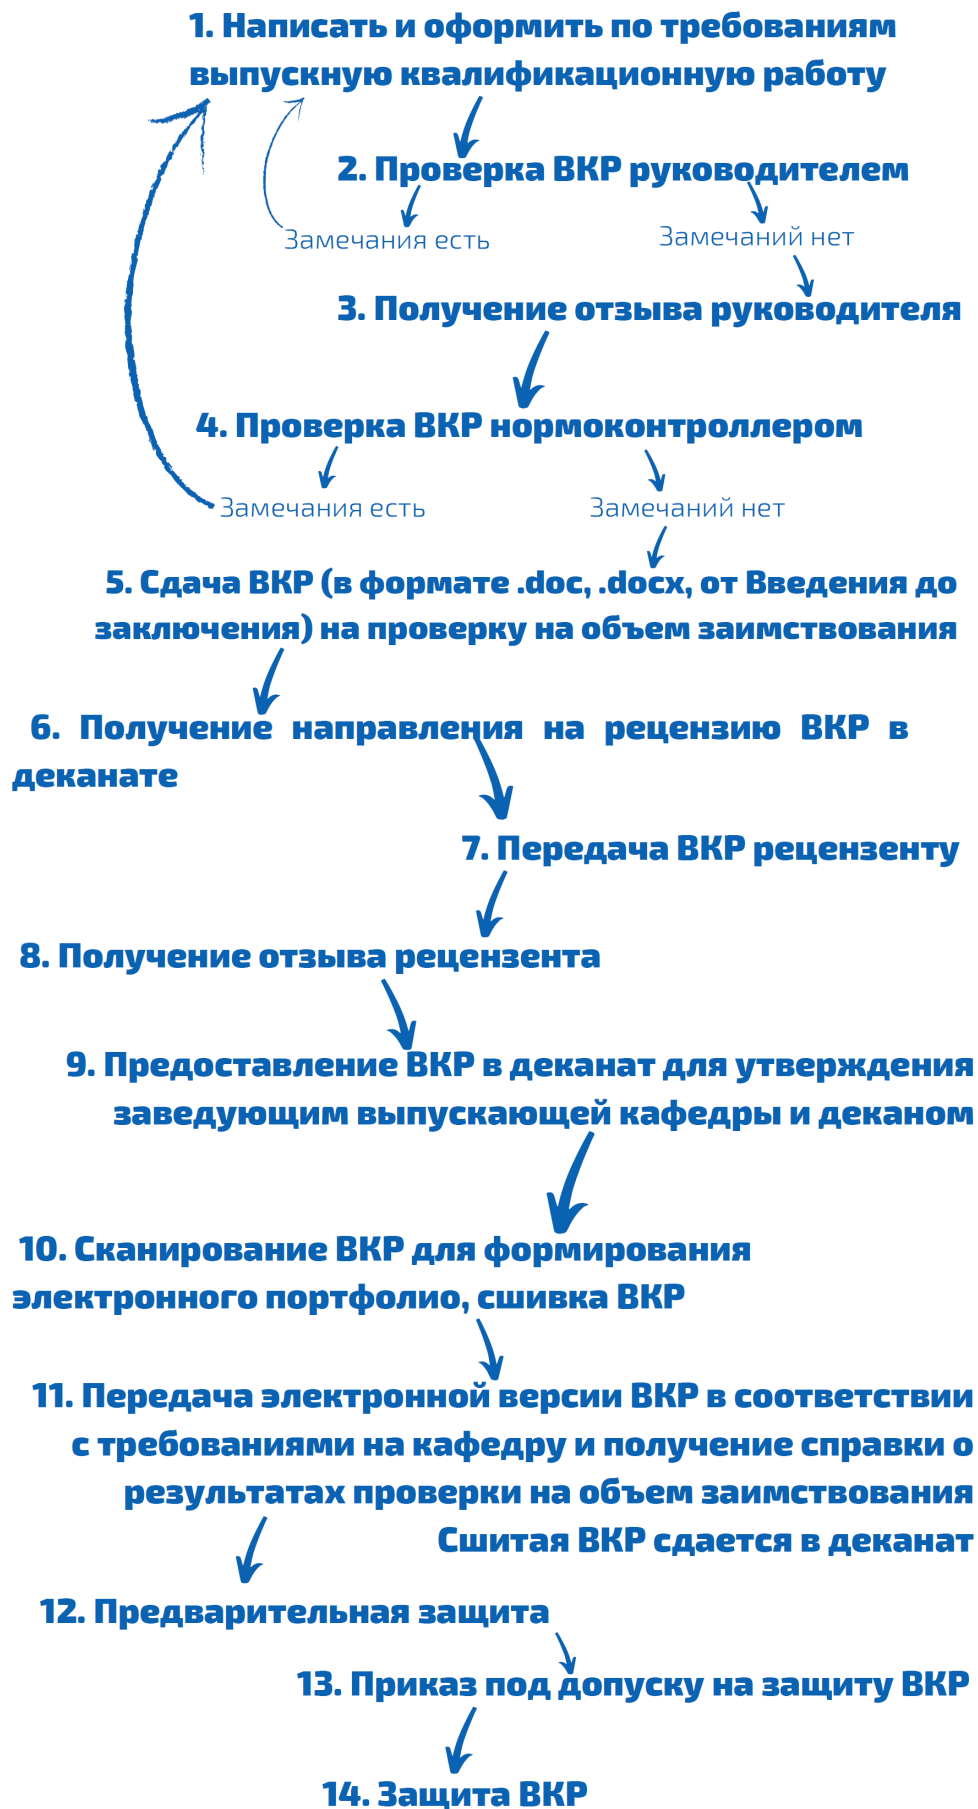 1. Написать и оформить по требованиям
выпускную квалификационную работу
2. Проверка ВКР руководителем
Замечания есть
Замечаний нет
3. Получение отзыва руководителя
4. Проверка ВКР нормоконтроллером
Замечания есть
Замечаний нет
5. Сдача ВКР (в формате .doc, .docx, от Введения до
заключения) на проверку на объем заимствования
6. Получение направления на рецензию ВКР в
деканате
7. Передача ВКР рецензенту
8. Получение отзыва рецензента
9. Предоставление ВКР в деканат для утверждения
заведующим выпускающей кафедры и деканом
10. Сканирование ВКР для формирования
электронного портфолио, сшивка ВКР
11. Передача электронной версии ВКР в соответствии
с требованиями на кафедру и получение справки о
результатах проверки на объем заимствования
Сшитая ВКР сдается в деканат
12. Предварительная защита
13. Приказ под допуску на защиту ВКР
14. Защита ВКР